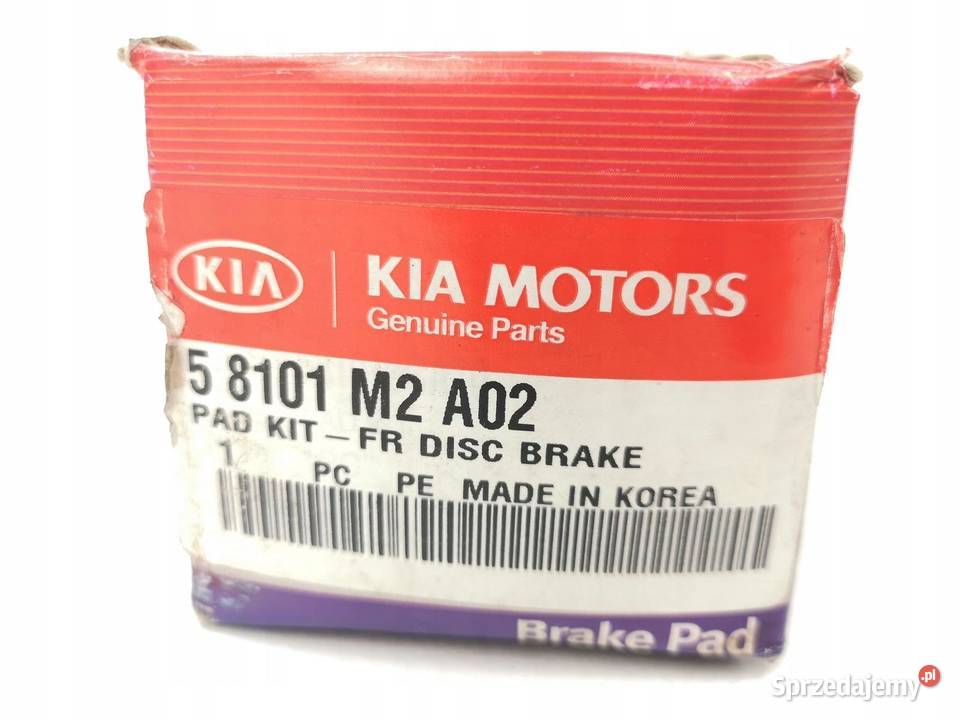 KIA
KIA MOTORS
Genuine Parts
5 8101 M2 A02
PAD KIT - FR DISC BRAKE
1 PC PE MADE IN KOREA
Brake Pad
Sprzedajemy.pl